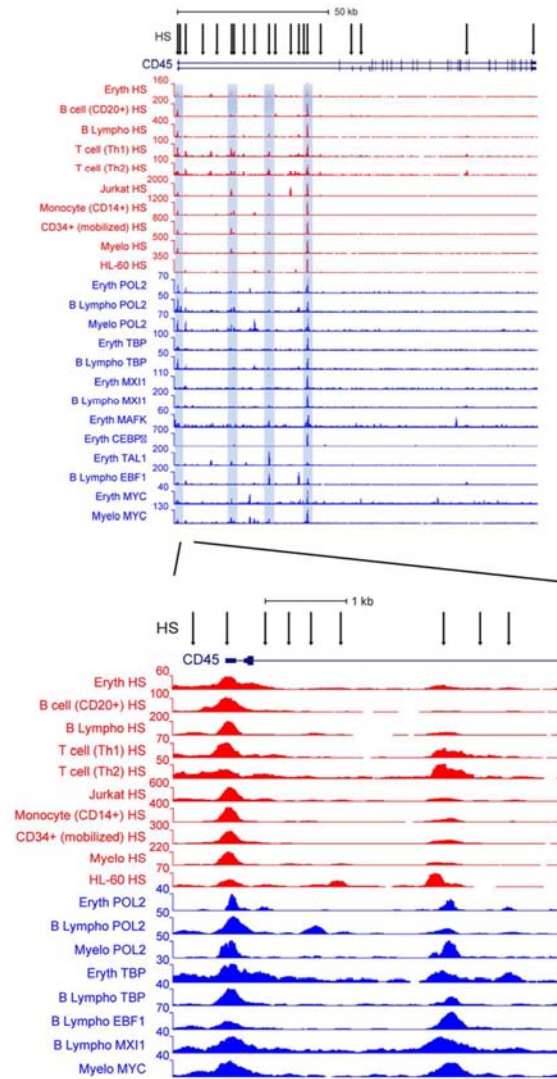 50 kb
HS
CD45
160
Eryth HS
200
B cell (CD20+) HS
400
B Lympho HS
100
T cell (Th1) HS
100
T cell (Th2) HS
2000
Jurkat HS
1200
Monocyte (CD14+) HS
CD34+ (mobilized) HS
500
Myelo HS
350
HL-60 HS
70
Eryth POL2
50
B Lympho POL2
70
Myelo POL2
100
Eryth TBP
50
B Lympho TBP
110
Eryth MXI1
200
B Lympho MXI1
60
Eryth MAFK
700
Eryth CEBP
200
Eryth TAL1
200
B Lympho EBF1
40
Eryth MYC
130
Myelo MYC
1 kb
HS
CD45
60
Eryth HS
100
B cell (CD20+) HS
200
B Lympho HS
70
T cell (Th1) HS
50
T cell (Th2) HS
600
Jurkat HS
400
Monocyte (CD14+) HS
300
CD34+ (mobilized) HS
220
Myelo HS
70
HL-60 HS
40
Eryth POL2
50
B Lympho POL2
50
Myelo POL2
30
Eryth TBP
40
B Lympho TBP
70
B Lympho EBF1
40
B Lympho MXI1
40
Myelo MYC